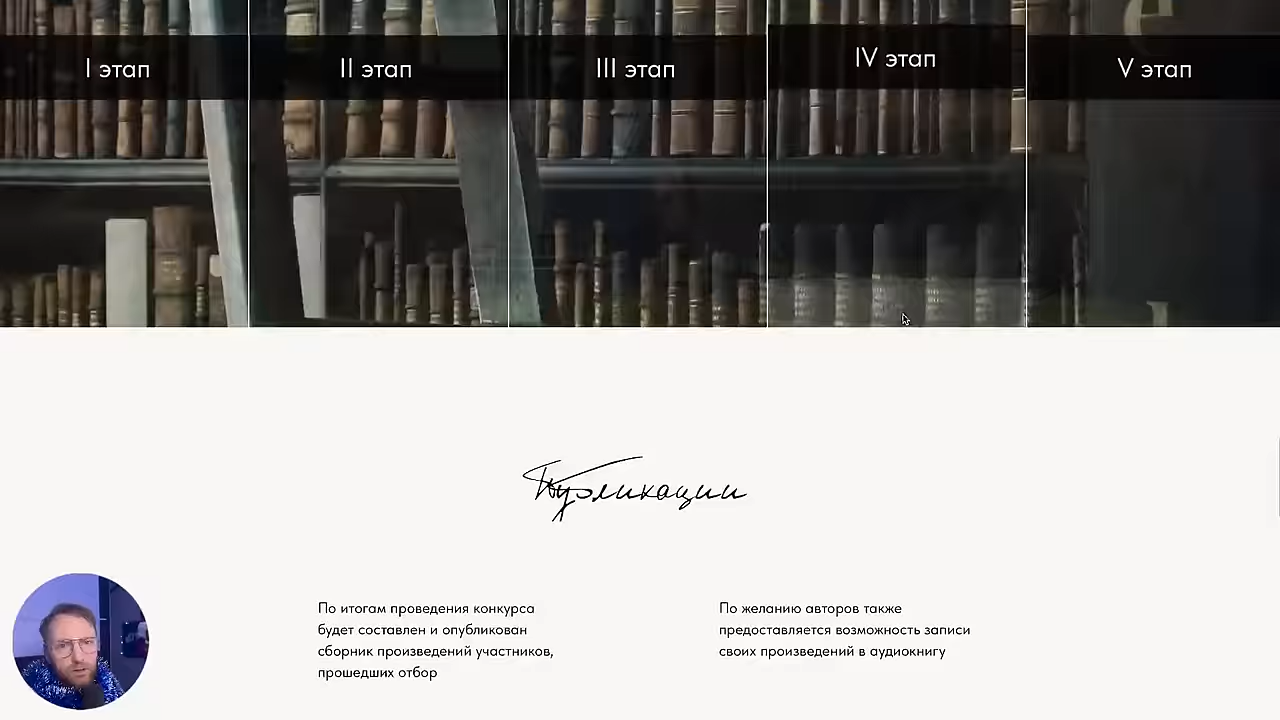 I этап
II этап
III этап
IV этап
V этап
Публикации
По итогам проведения конкурса
будет составлен и опубликован
сборник произведений участников,
прошедших отбор
По желанию авторов также
предоставляется возможность записи
своих произведений в аудиокнигу